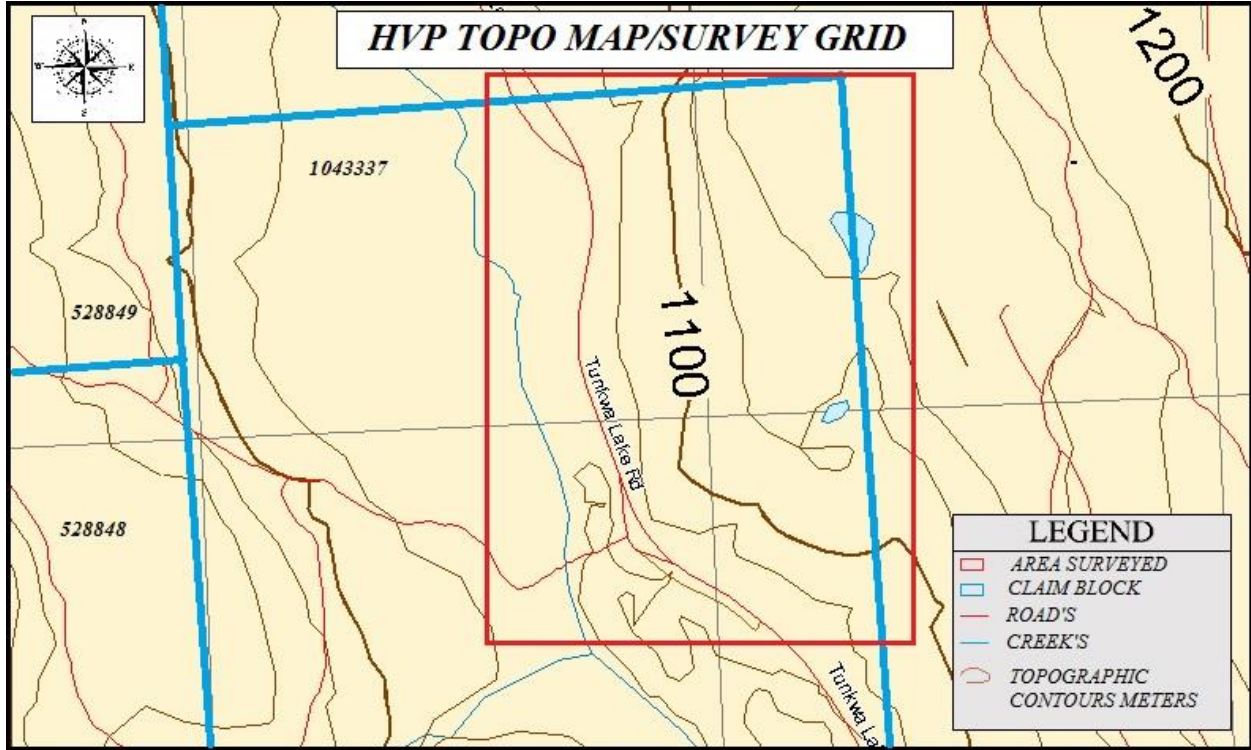 HVP TOPO MAP/SURVEY GRID
N
W
E
S
1200
1043337
528849
1100
Tunkwa Lake Rd
528848
LEGEND
AREA SURVEYED
CLAIM BLOCK
ROAD'S
CREEK'S
TOPOGRAPHIC
CONTOURS METERS
Tunkwa La